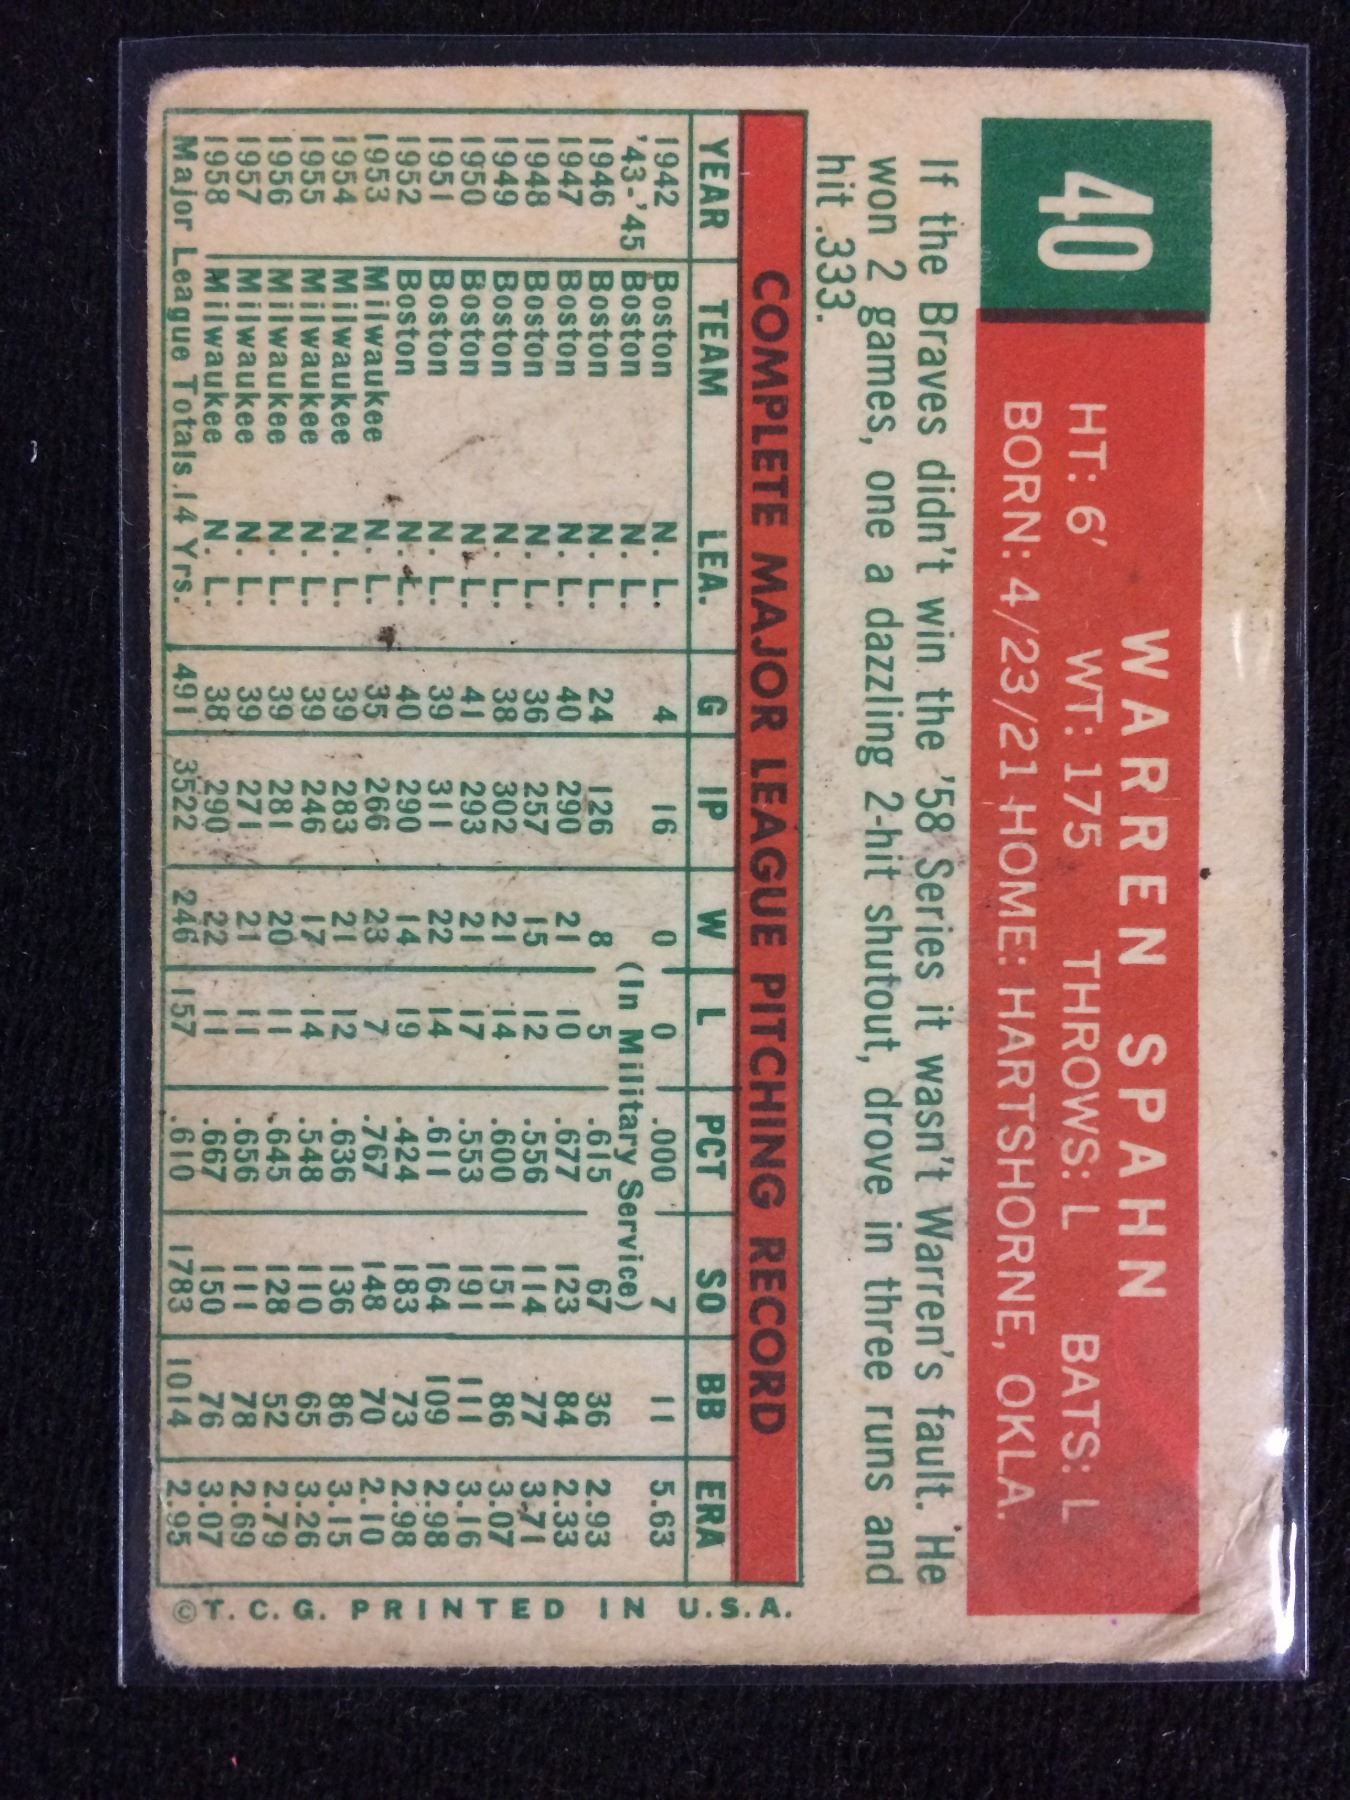 40
WARREN SPAHN
HT: 6' WT: 175 THROWS: L BATS: L
BORN: 4/23/21 HOME: HARTSHORNE, OKLA.
If the Braves didn't win the '58 Series it wasn't Warren's fault. He
won 2 games, one a dazzling 2-hit shutout, drove in three runs and
hit .333.
COMPLETE MAJOR LEAGUE PITCHING RECORD
YEAR TEAM LEA. G IP W L PCT SO BB ERA
1942 Boston N. L. 4 16 0 0 .000 7 11 5.63
'43-'45 Boston N. L. (In Military Service)
1946 Boston N. L. 24 126 8 5 .615 67 36 2.93
1947 Boston N. L. 40 290 21 10 .677 123 84 2.33
1948 Boston N. L. 36 257 15 12 .556 114 77 3.71
1949 Boston N. L. 38 302 21 14 .600 151 86 3.07
1950 Boston N. L. 41 293 21 17 .553 191 111 3.16
1951 Boston N. L. 39 311 22 14 .611 164 109 2.98
1952 Boston N. L. 40 290 14 19 .424 183 73 2.98
1953 Milwaukee N. L. 35 266 23 7 .767 148 70 2.10
1954 Milwaukee N. L. 39 283 21 12 .636 136 86 3.15
1955 Milwaukee N. L. 39 246 17 14 .548 110 65 3.26
1956 Milwaukee N. L. 39 281 20 11 .645 128 52 2.79
1957 Milwaukee N. L. 39 271 21 11 .656 111 78 2.69
1958 Milwaukee N. L. 38 290 22 11 .667 150 76 3.07
Major League Totals 14 Yrs. 491 3522 246 157 .610 1783 1014 2.95
©T. C. G. PRINTED IN U.S.A.